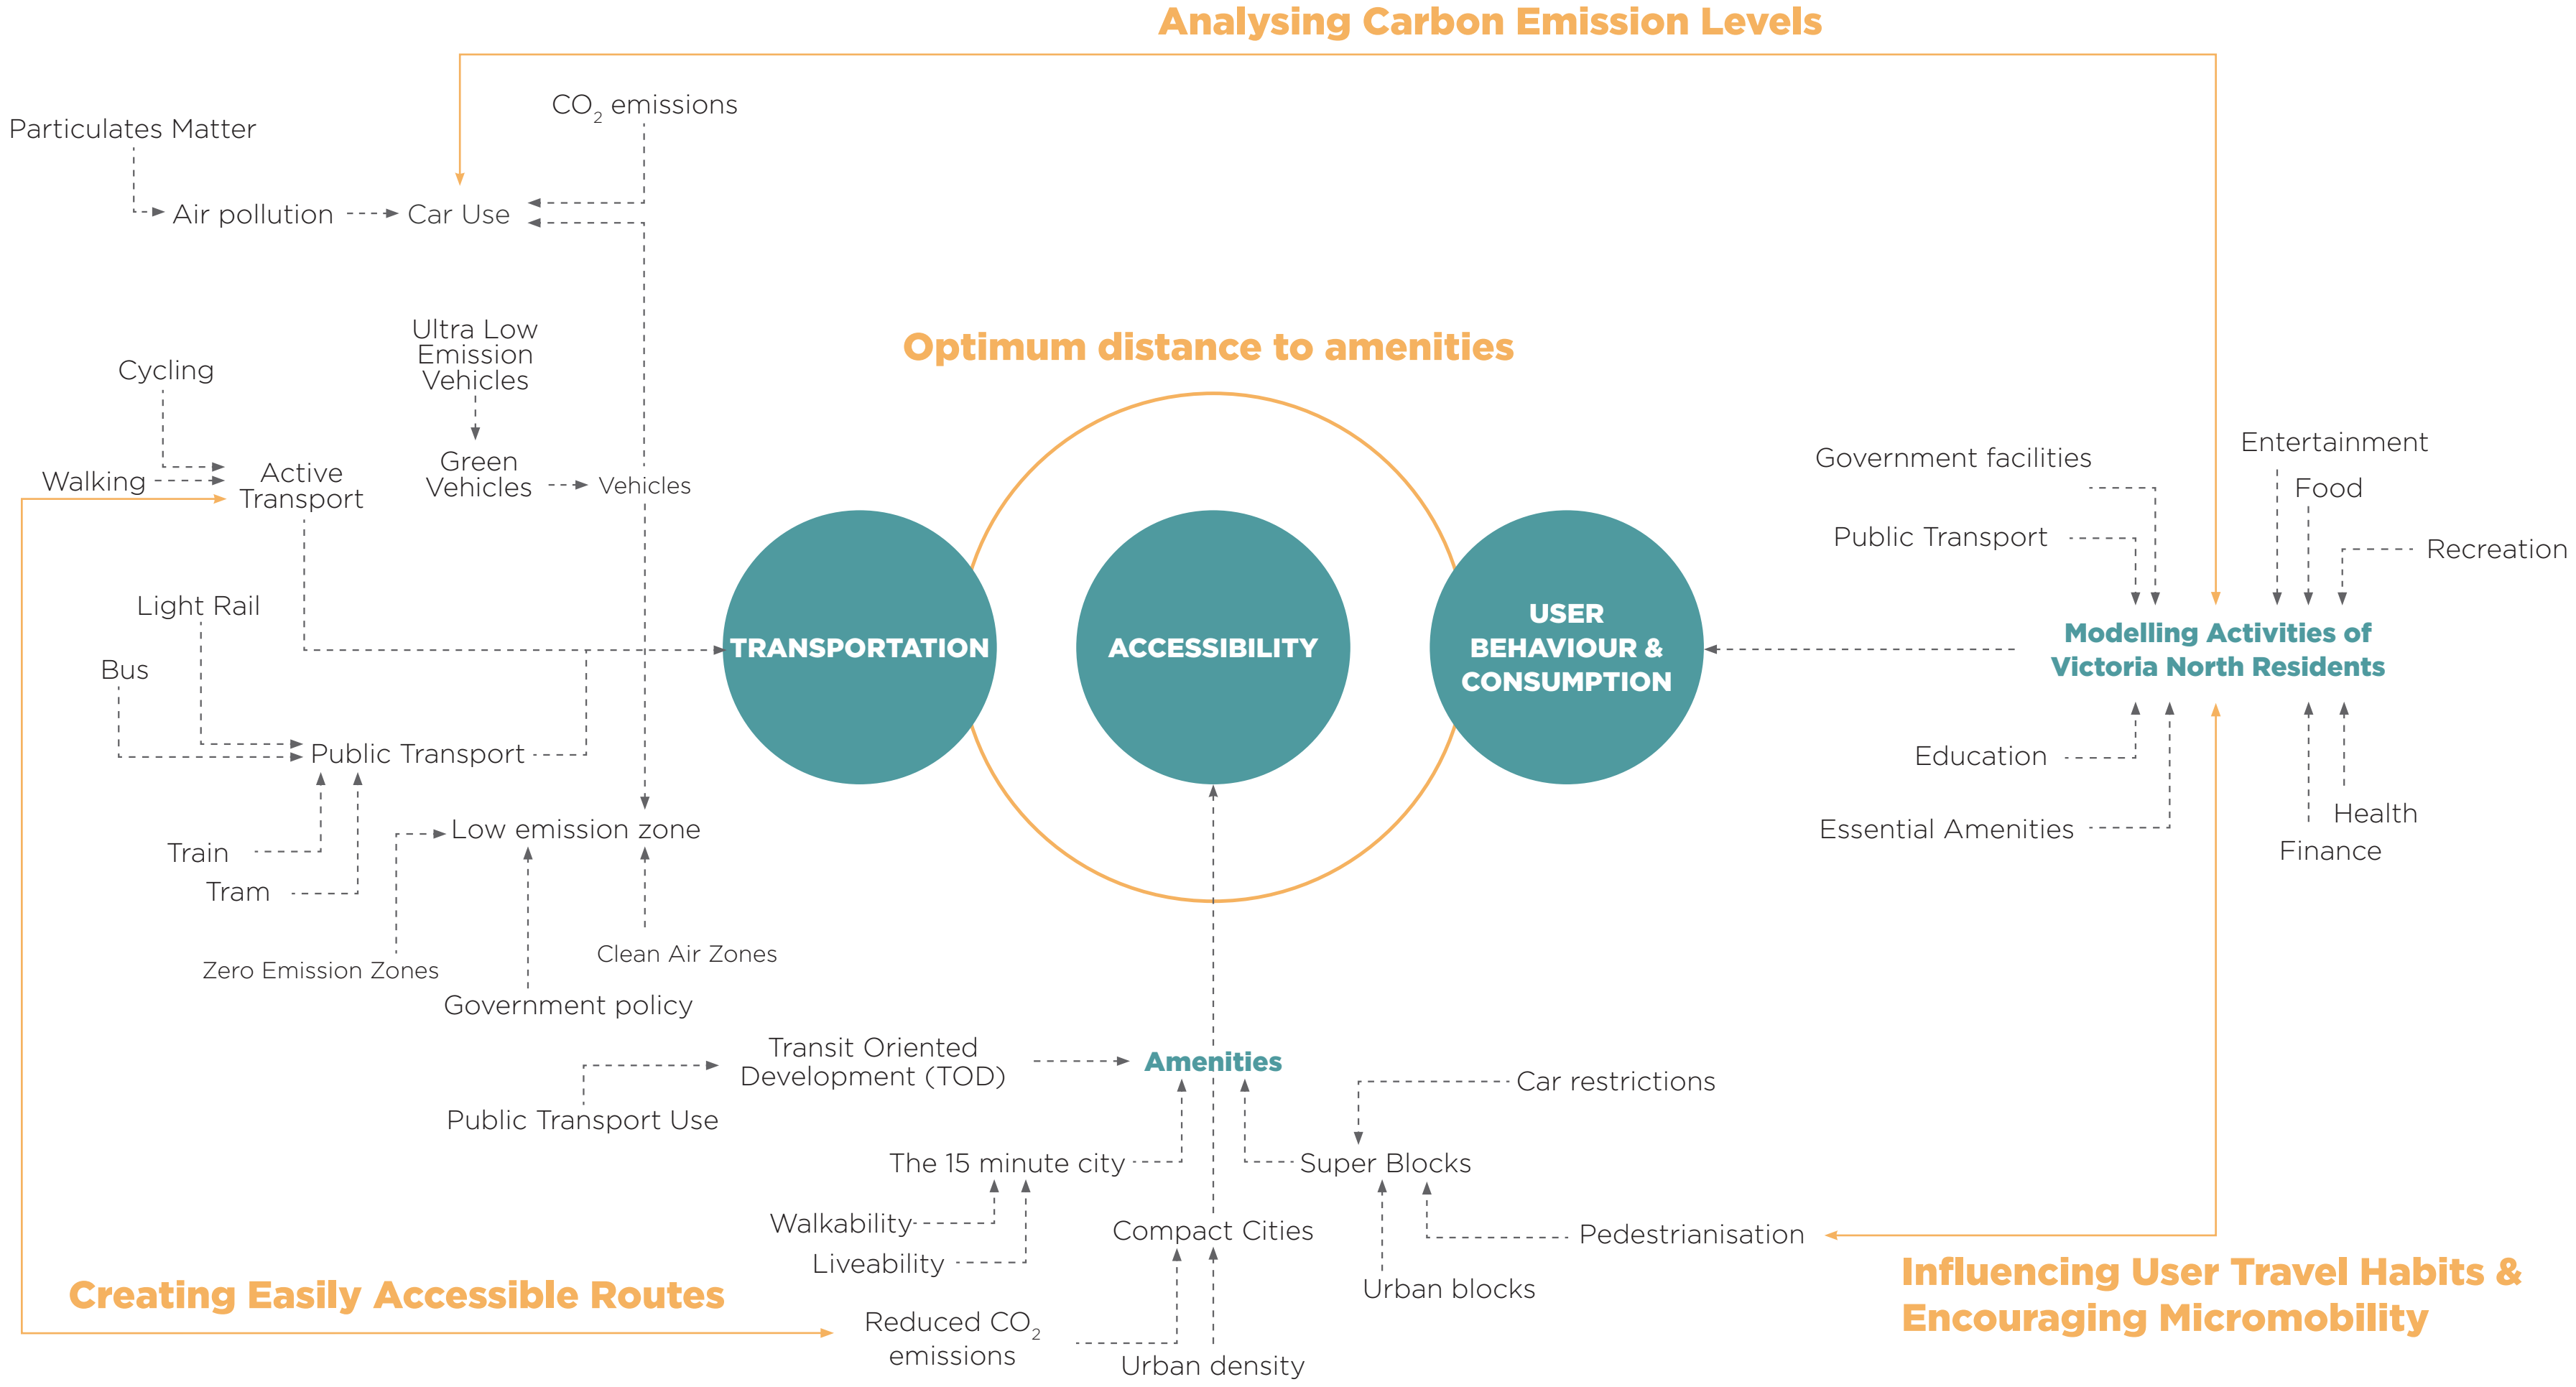 Analysing Carbon Emission Levels
CO₂ emissions
Particulates Matter
Air pollution
Car Use
Ultra Low
Emission
Vehicles
Optimum distance to amenities
Cycling
Green
Vehicles
Vehicles
Walking
Active
Transport
Government facilities
Entertainment
Food
Public Transport
Recreation
Light Rail
Bus
TRANSPORTATION
ACCESSIBILITY
USER
BEHAVIOUR &
CONSUMPTION
Modelling Activities of
Victoria North Residents
Public Transport
Education
Low emission zone
Essential Amenities
Health
Finance
Train
Tram
Clean Air Zones
Zero Emission Zones
Government policy
Transit Oriented
Development (TOD)
Amenities
Car restrictions
Public Transport Use
The 15 minute city
Super Blocks
Walkability
Compact Cities
Pedestrianisation
Liveability
Urban blocks
Creating Easily Accessible Routes
Influencing User Travel Habits &
Encouraging Micromobility
Reduced CO₂
emissions
Urban density